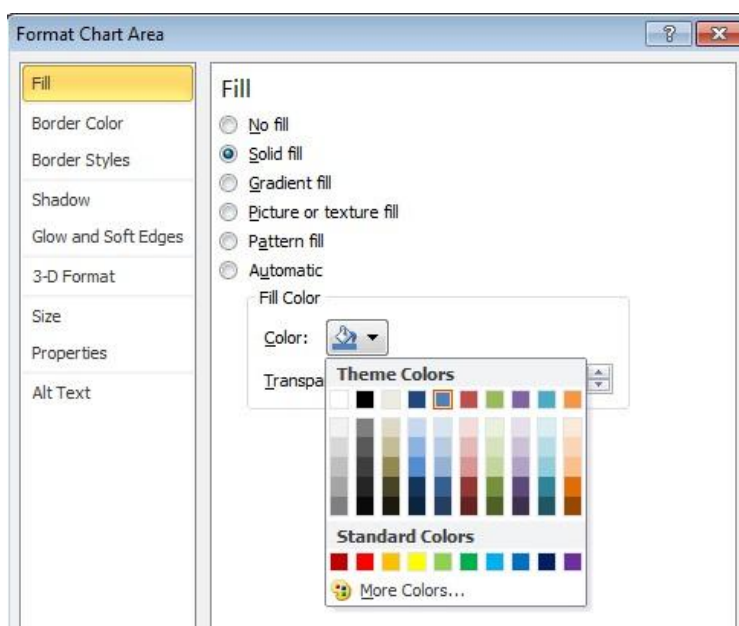 Format Chart Area
Fill
Border Color
Border Styles
Shadow
Glow and Soft Edges
3-D Format
Size
Properties
Alt Text
Fill
No fill
Solid fill
Gradient fill
Picture or texture fill
Pattern fill
Automatic
Fill Color
Color:
Transpa
Theme Colors
Standard Colors
More Colors...